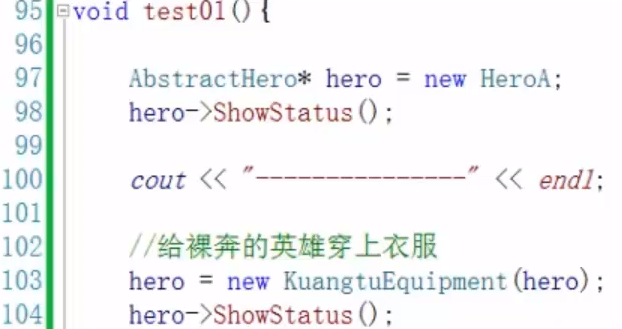 95 void test01(){
96
97 AbstractHero* hero = new HeroA;
98 hero->ShowStatus();
99
100 cout << "---------------" << endl;
101
102 //给裸奔的英雄穿上衣服
103 hero = new KuangtuEquipment(hero);
104 hero->ShowStatus();